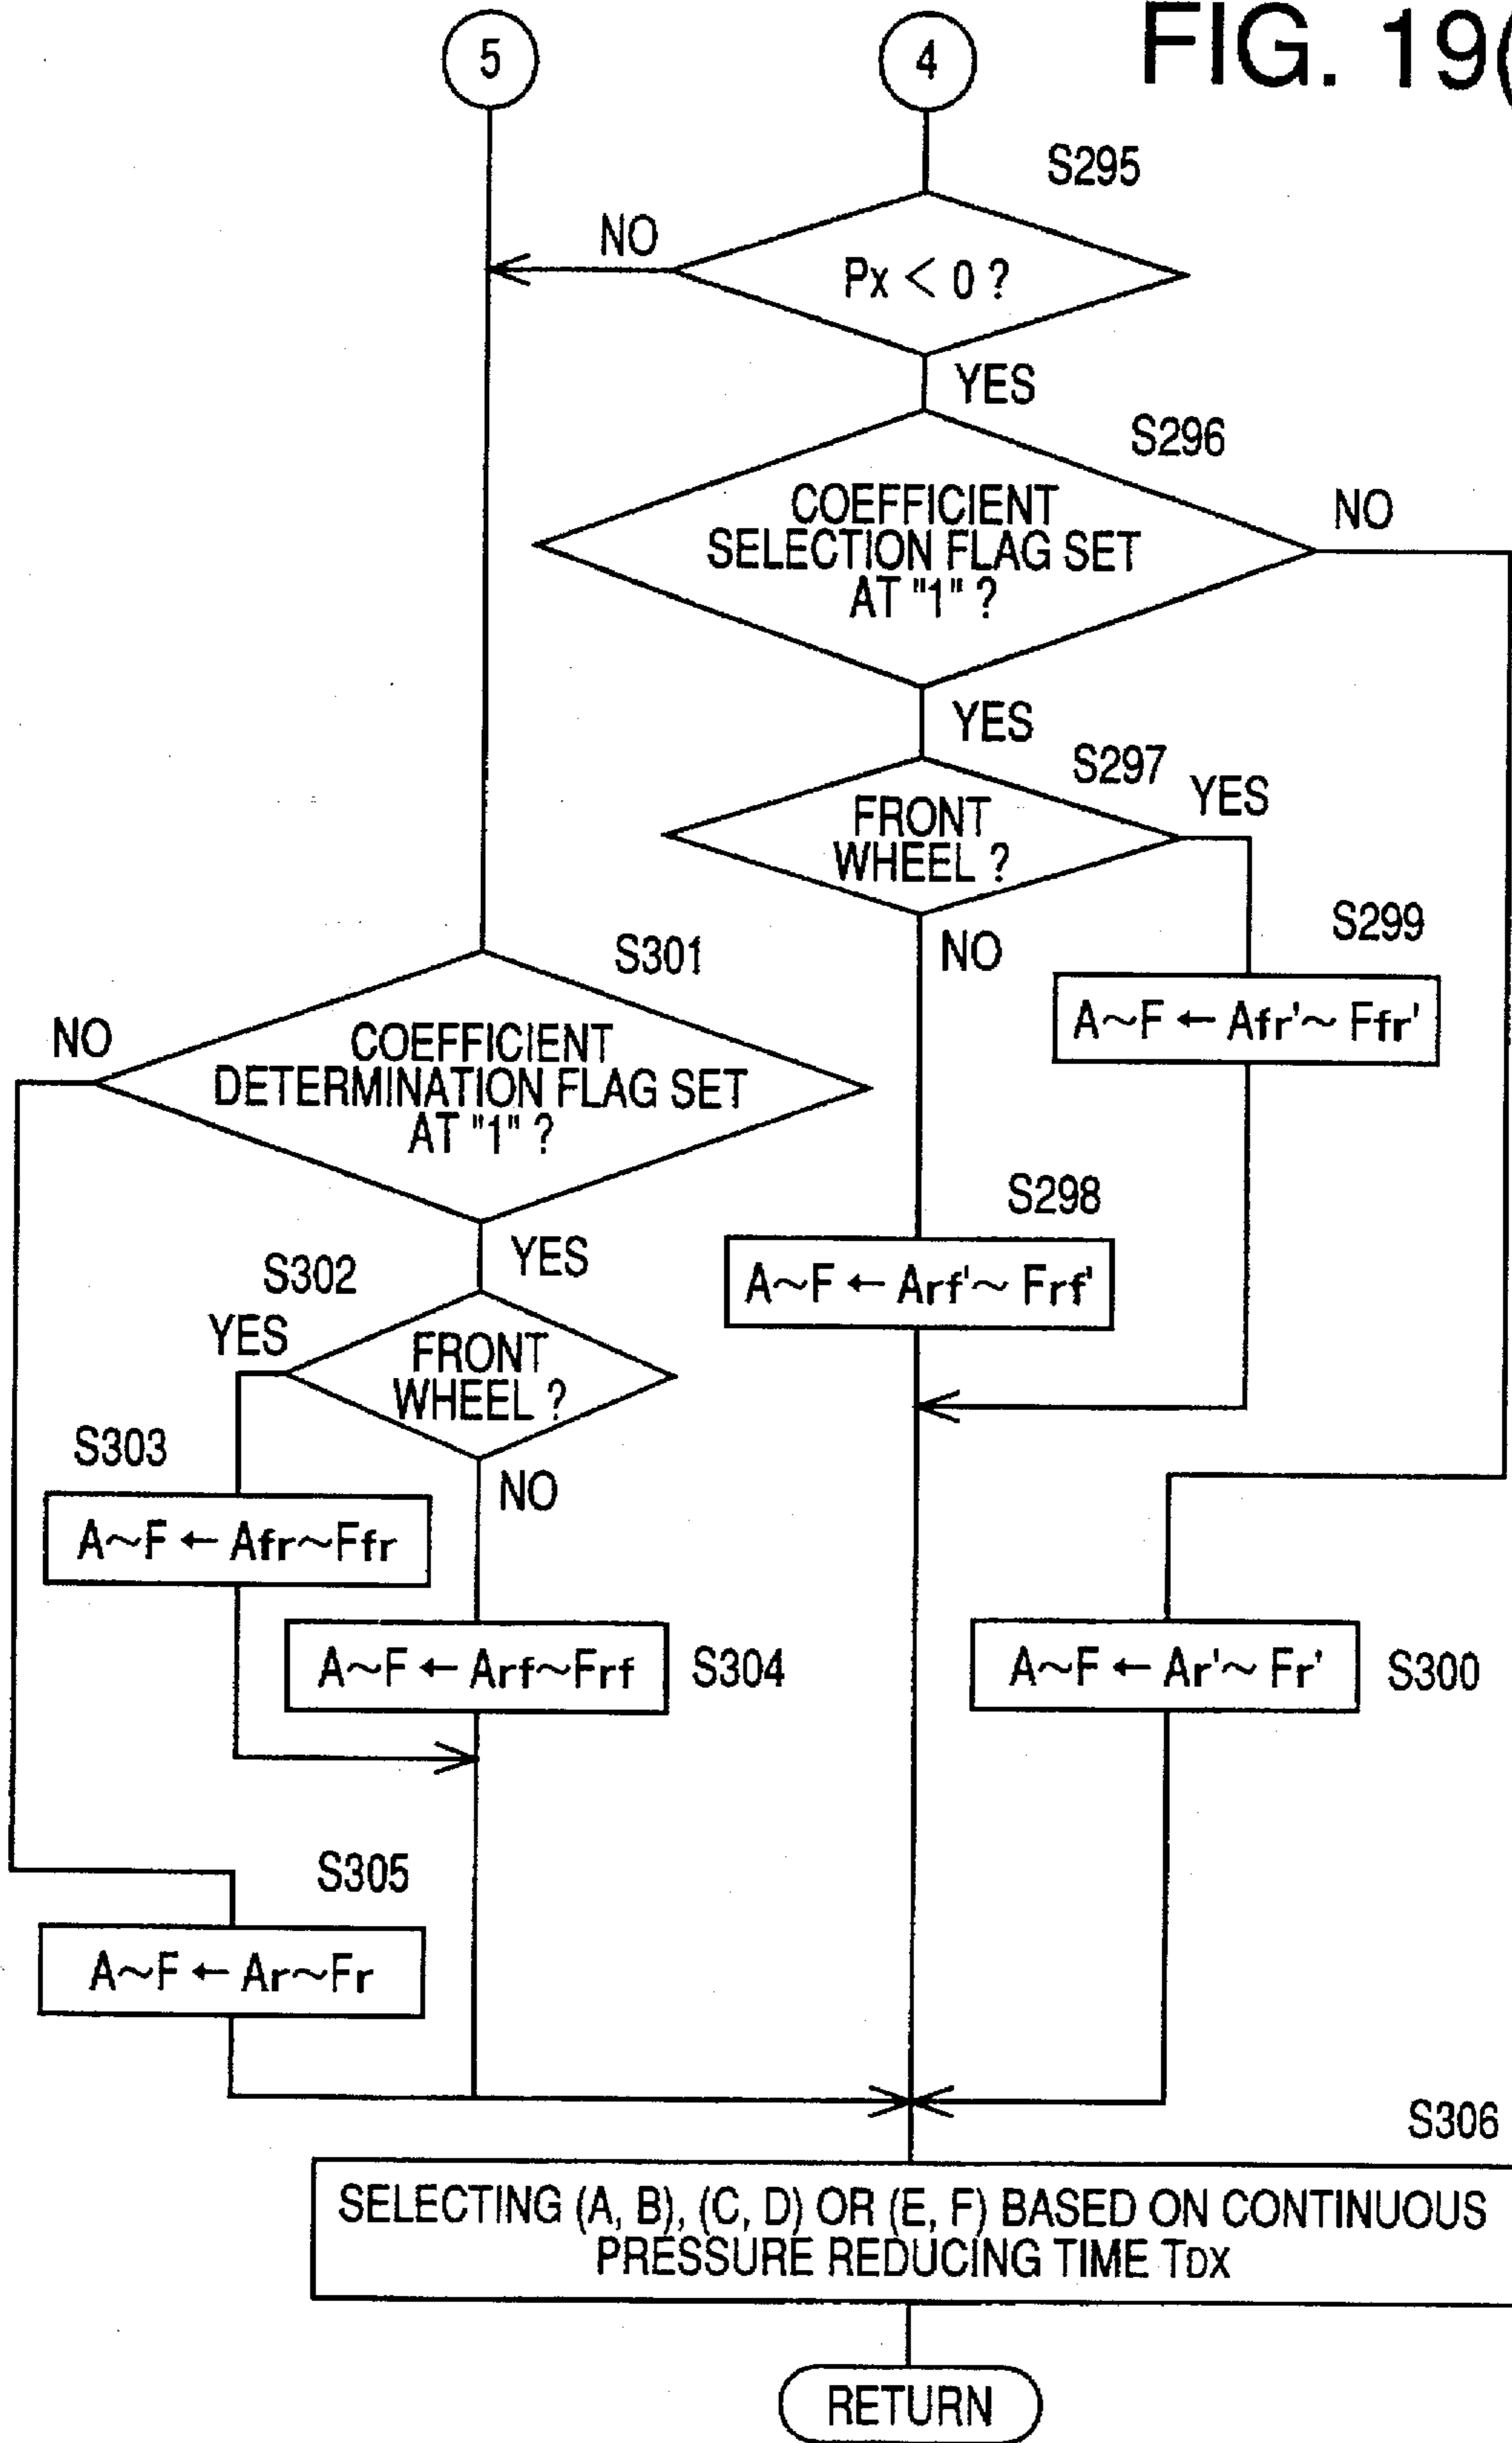 FIG. 19(
5
4
S295
NO
Px < 0 ?
YES
S296
COEFFICIENT
SELECTION FLAG SET
AT "1" ?
NO
YES
S297
YES
FRONT
WHEEL ?
NO
S299
A~F ← Afr'~ Ffr'
S301
NO
COEFFICIENT
DETERMINATION FLAG SET
AT "1" ?
S298
A~F ← Arf'~ Frf'
YES
S302
YES
FRONT
WHEEL ?
S303
NO
A~F ← Afr~Ffr
A~F ← Arf~Frf
S304
A~F ← Ar'~ Fr'
S300
S305
A~F ← Ar~Fr
S306
SELECTING (A, B), (C, D) OR (E, F) BASED ON CONTINUOUS
PRESSURE REDUCING TIME TDX
RETURN